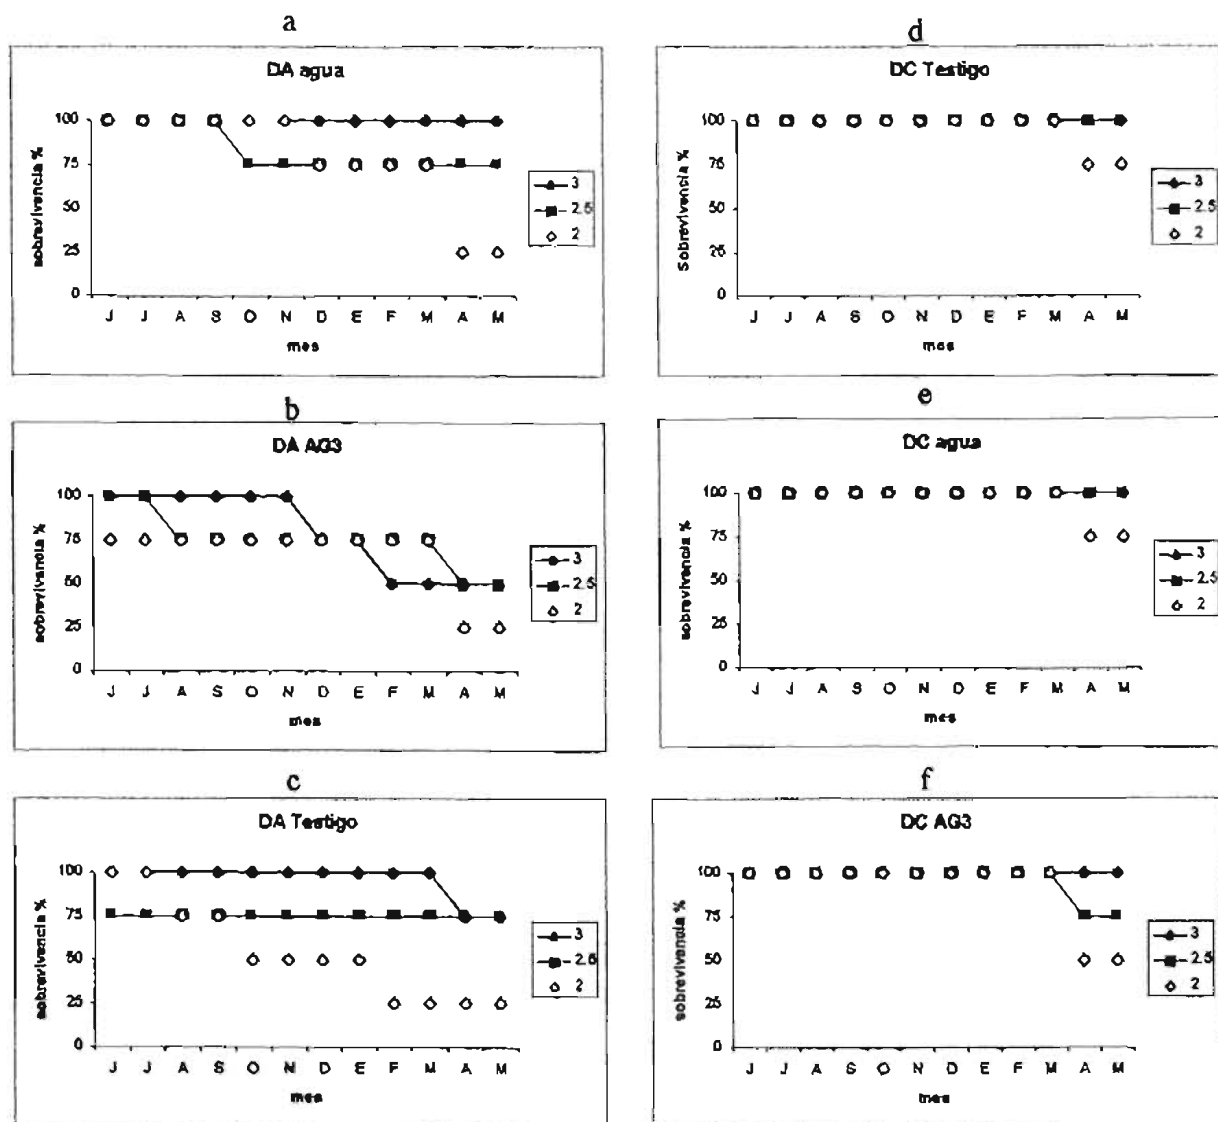 a
DA agua
sobrevivencia %
100
75
50
25
0
J J A S O N D E F M A M
mes
3
2.5
2
b
DA AG3
sobrevivencia %
100
75
50
25
0
J J A S O N D E F M A M
mes
3
2.5
2
c
DA Testigo
sobrevivencia %
100
75
50
25
0
J J A S O N D E F M A M
mes
3
2.5
2
d
DC Testigo
Sobrevivencia %
100
75
50
25
0
J J A S O N D E F M A M
mes
3
2.5
2
e
DC agua
sobrevivencia %
100
75
50
25
0
J J A S O N D E F M A M
mes
3
2.5
2
f
DC AG3
sobrevivencia %
100
75
50
25
0
J J A S O N D E F M A M
mes
3
2.5
2